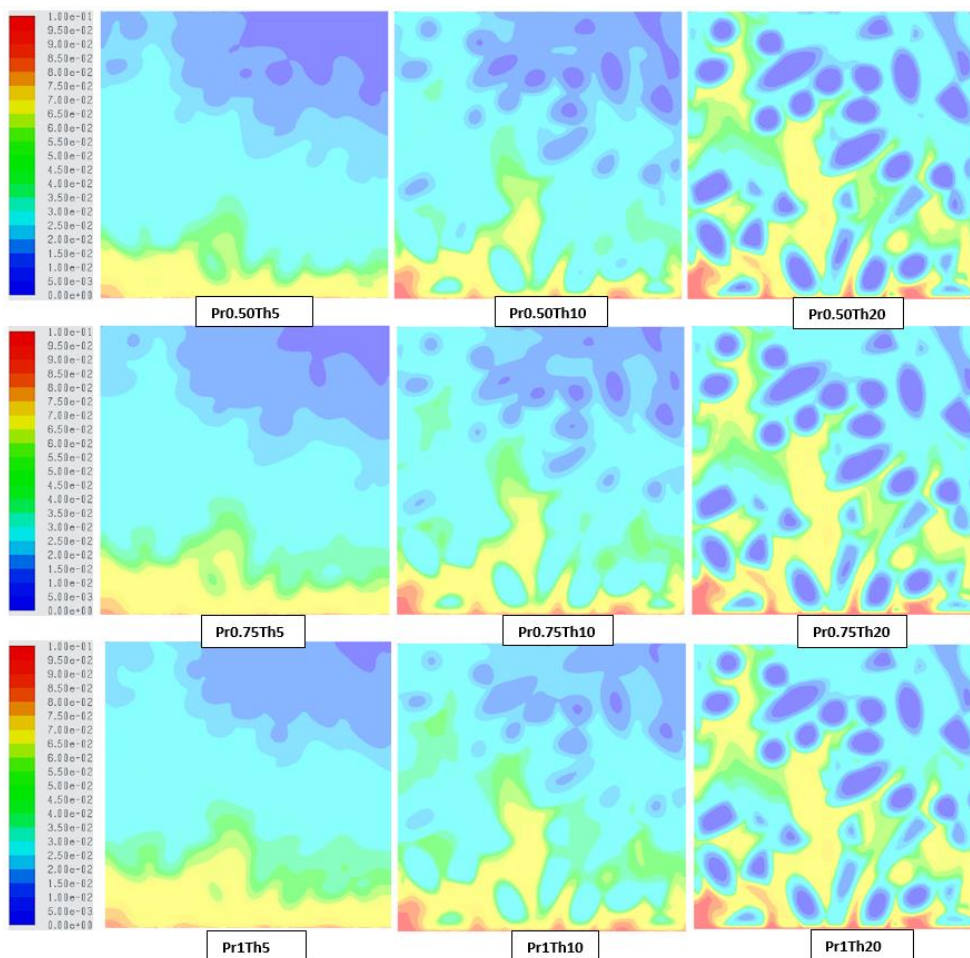 1.00e-01
9.50e-02
9.00e-02
8.50e-02
8.00e-02
7.50e-02
7.00e-02
6.50e-02
6.00e-02
5.50e-02
5.00e-02
4.50e-02
4.00e-02
3.50e-02
3.00e-02
2.50e-02
2.00e-02
1.50e-02
1.00e-02
5.00e-03
0.00e+00
Pr0.50Th5
Pr0.50Th10
Pr0.50Th20
1.00e-01
9.50e-02
9.00e-02
8.50e-02
8.00e-02
7.50e-02
7.00e-02
6.50e-02
6.00e-02
5.50e-02
5.00e-02
4.50e-02
4.00e-02
3.50e-02
3.00e-02
2.50e-02
2.00e-02
1.50e-02
1.00e-02
5.00e-03
0.00e+00
Pr0.75Th5
Pr0.75Th10
Pr0.75Th20
1.00e-01
9.50e-02
9.00e-02
8.50e-02
8.00e-02
7.50e-02
7.00e-02
6.50e-02
6.00e-02
5.50e-02
5.00e-02
4.50e-02
4.00e-02
3.50e-02
3.00e-02
2.50e-02
2.00e-02
1.50e-02
1.00e-02
5.00e-03
0.00e+00
Pr1Th5
Pr1Th10
Pr1Th20